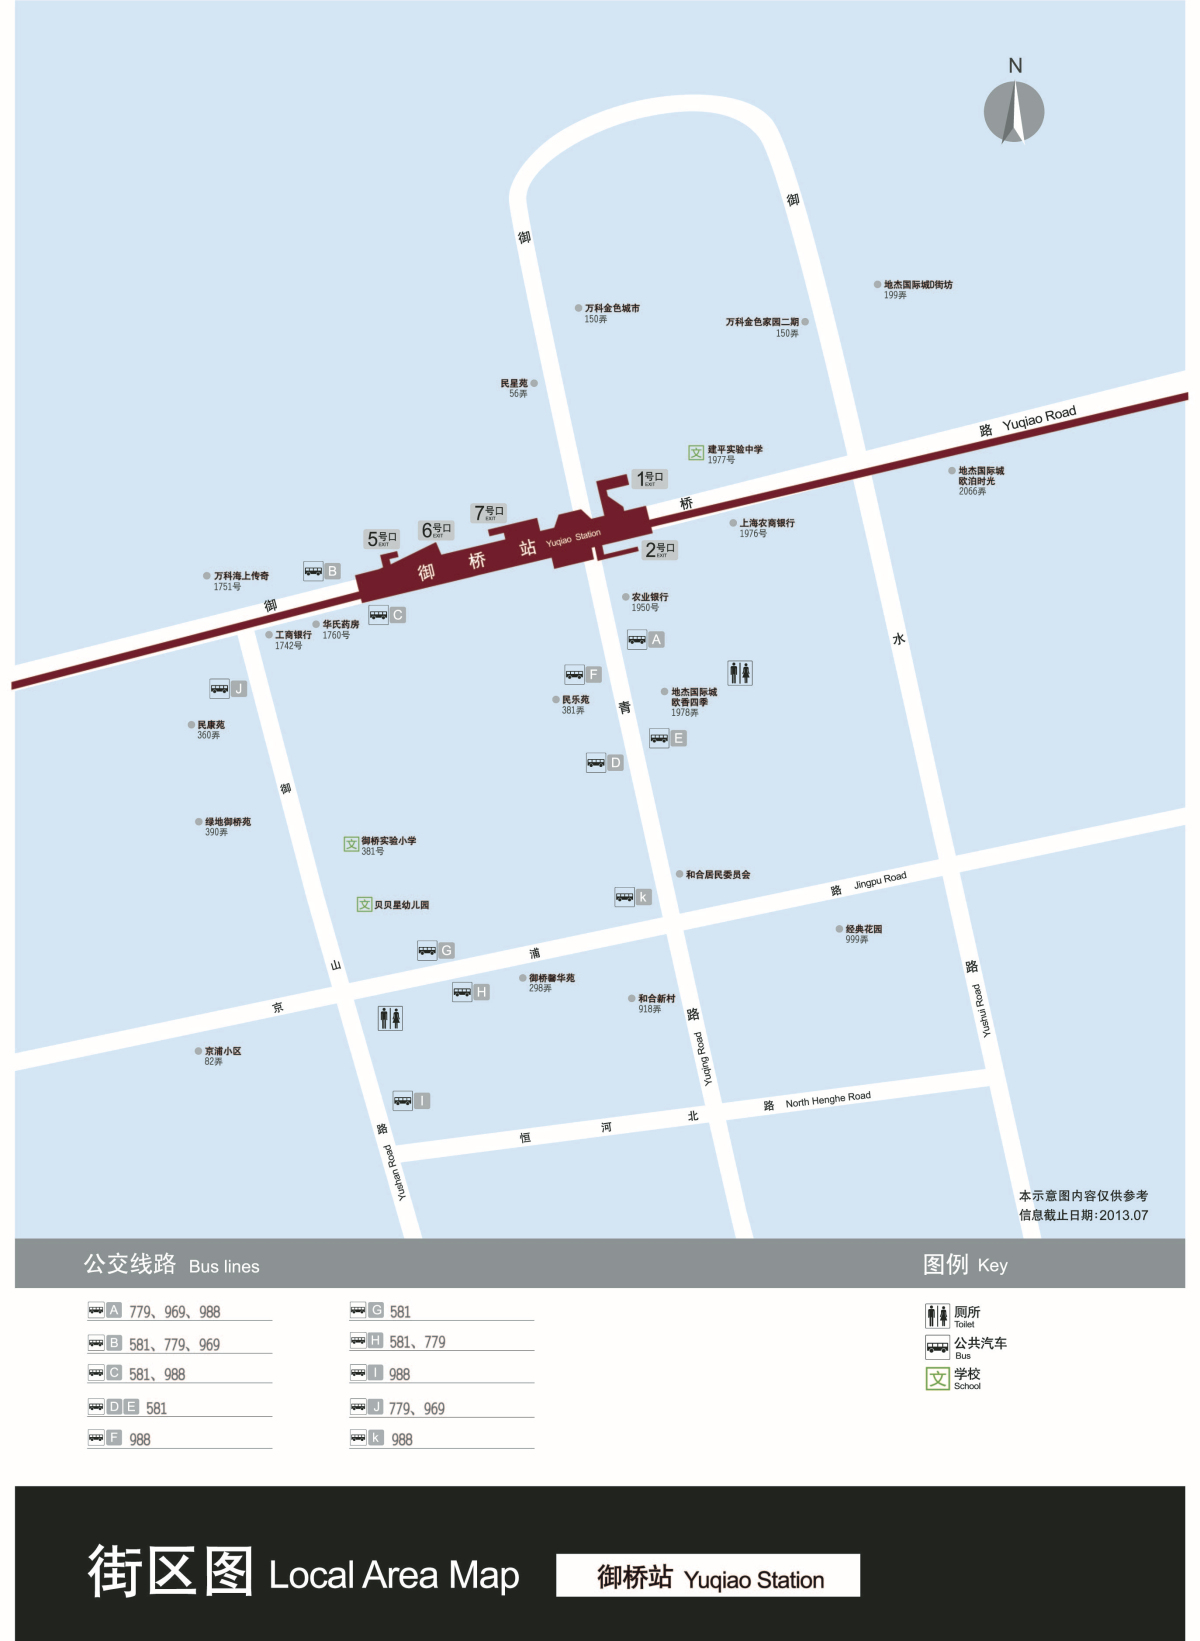 N
御
御
地杰国际城D街坊
199弄
万科金色城市
150弄
万科金色家园二期
150弄
民星苑
56弄
路 Yuqiao Road
建平实验中学
1977号
文
地杰国际城
欧泊时光
2066弄
1号口
EXIT
桥
7号口
EXIT
6号口
EXIT
5号口
EXIT
上海农商银行
1976号
御桥站 Yuqiao Station
2号口
EXIT
万科海上传奇
1751号
B
御
农业银行
1950号
C
华氏药房
1760号
工商银行
1742号
A
水
F
J
民乐苑
381弄
地杰国际城
欧香四季
1978弄
青
民康苑
360弄
E
D
御
绿地御桥苑
390弄
文
御桥实验小学
381号
和合居民委员会
路 Jingpu Road
k
文
贝贝星幼儿园
经典花园
999弄
G
浦
山
路
Yushui Road
御桥馨华苑
298弄
H
京
和合新村
918弄
路
Yuqing Road
京浦小区
82弄
I
路 North Henghe Road
北
河
恒
路
Yushan Road
本示意图内容仅供参考
信息截止日期:2013.07
公交线路 Bus lines
图例 Key
A 779、969、988
B 581、779、969
C 581、988
D E 581
F 988
G 581
H 581、779
I 988
J 779、969
k 988
厕所
Toilet
公共汽车
Bus
文
学校
School
街区图 Local Area Map
御桥站 Yuqiao Station